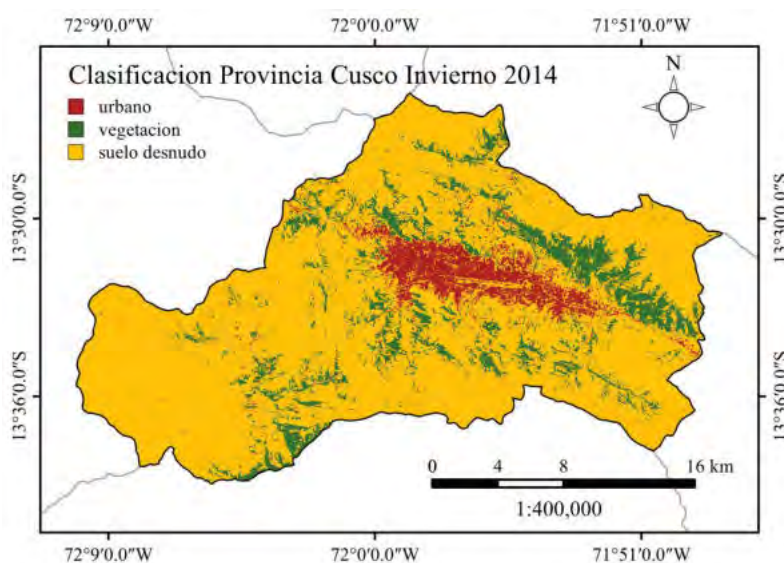 72°9'0.0"W 72°0'0.0"W 71°51'0.0"W
Clasificacion Provincia Cusco Invierno 2014
N
urbano
vegetacion
suelo desnudo
13°30'0.0"S
13°30'0.0"S
13°36'0.0"S
13°36'0.0"S
0 4 8 16 km
1:400,000
72°9'0.0"W 72°0'0.0"W 71°51'0.0"W